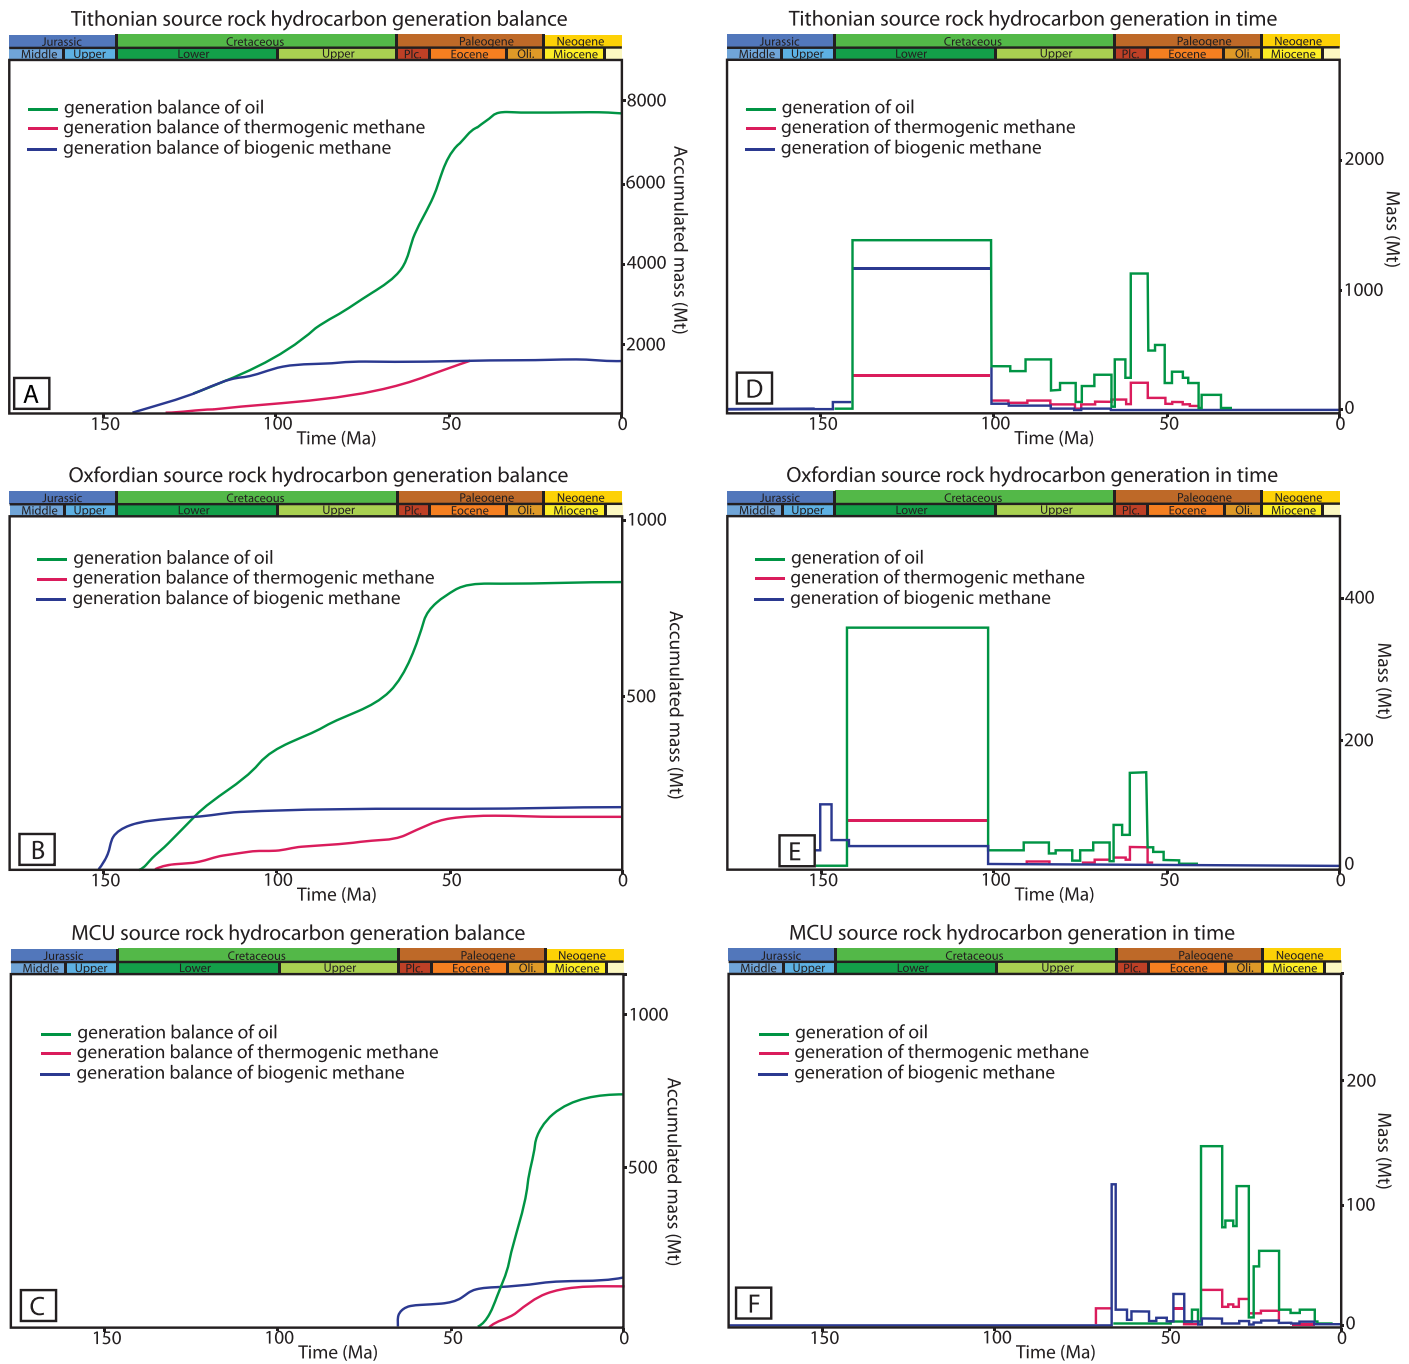 Tithonian source rock hydrocarbon generation balance
Jurassic Cretaceous Paleogene Neogene
Middle Upper Lower Upper Plc. Eocene Oli. Miocene
generation balance of oil
generation balance of thermogenic methane
generation balance of biogenic methane
8000
6000
4000
2000
Accumulated mass (Mt)
A
150 100 50 0
Time (Ma)
Tithonian source rock hydrocarbon generation in time
Jurassic Cretaceous Paleogene Neogene
Middle Upper Lower Upper Plc. Eocene Oli. Miocene
generation of oil
generation of thermogenic methane
generation of biogenic methane
2000
1000
0
Mass (Mt)
D
150 100 50 0
Time (Ma)
Oxfordian source rock hydrocarbon generation balance
Jurassic Cretaceous Paleogene Neogene
Middle Upper Lower Upper Plc. Eocene Oli. Miocene
generation balance of oil
generation balance of thermogenic methane
generation balance of biogenic methane
1000
500
Accumulated mass (Mt)
B
150 100 50 0
Time (Ma)
Oxfordian source rock hydrocarbon generation in time
Jurassic Cretaceous Paleogene Neogene
Middle Upper Lower Upper Plc. Eocene Oli. Miocene
generation of oil
generation of thermogenic methane
generation of biogenic methane
400
200
0
Mass (Mt)
E
150 100 50 0
Time (Ma)
MCU source rock hydrocarbon generation balance
Jurassic Cretaceous Paleogene Neogene
Middle Upper Lower Upper Plc. Eocene Oli. Miocene
generation balance of oil
generation balance of thermogenic methane
generation balance of biogenic methane
1000
500
Accumulated mass (Mt)
C
150 100 50 0
Time (Ma)
MCU source rock hydrocarbon generation in time
Jurassic Cretaceous Paleogene Neogene
Middle Upper Lower Upper Plc. Eocene Oli. Miocene
generation of oil
generation of thermogenic methane
generation of biogenic methane
200
100
0
Mass (Mt)
F
150 100 50 0
Time (Ma)